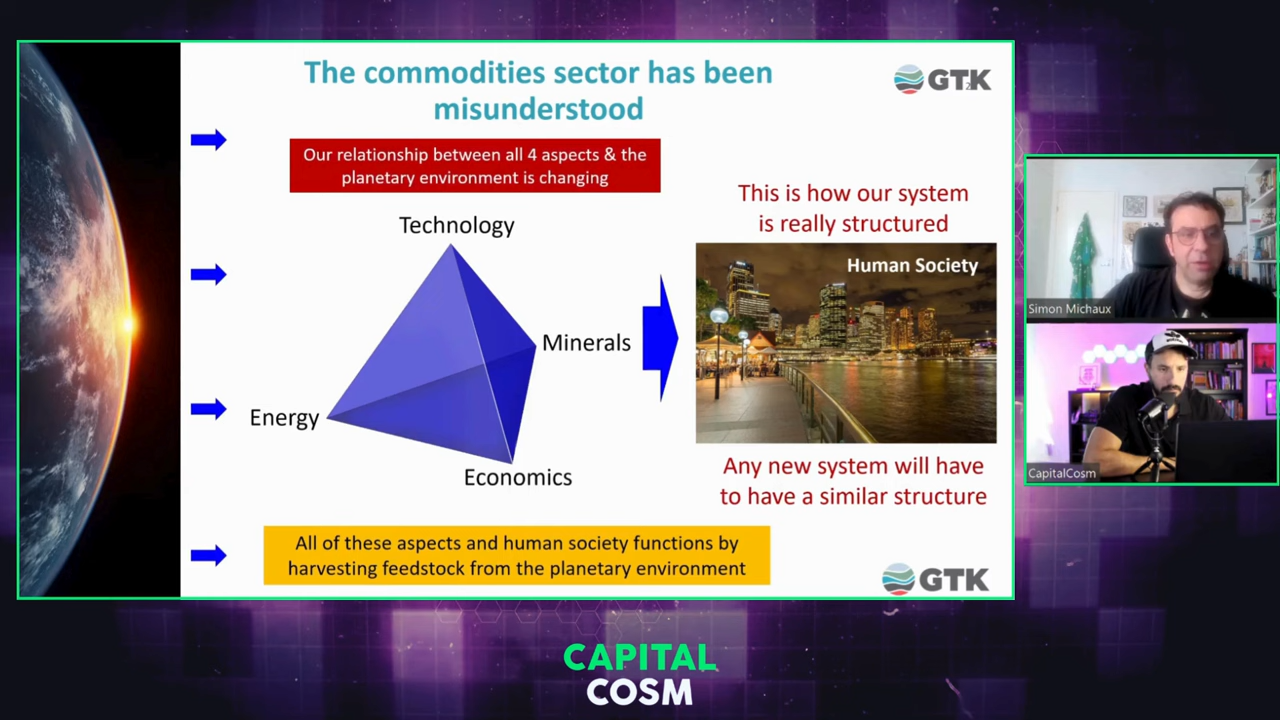 The commodities sector has been
misunderstood
GTK
Our relationship between all 4 aspects & the
planetary environment is changing
This is how our system
is really structured
Technology
Human Society
Minerals
Energy
Economics
Any new system will have
to have a similar structure
All of these aspects and human society functions by
harvesting feedstock from the planetary environment
GTK
Simon Michaux
CapitalCosm
CAPITAL
COSM